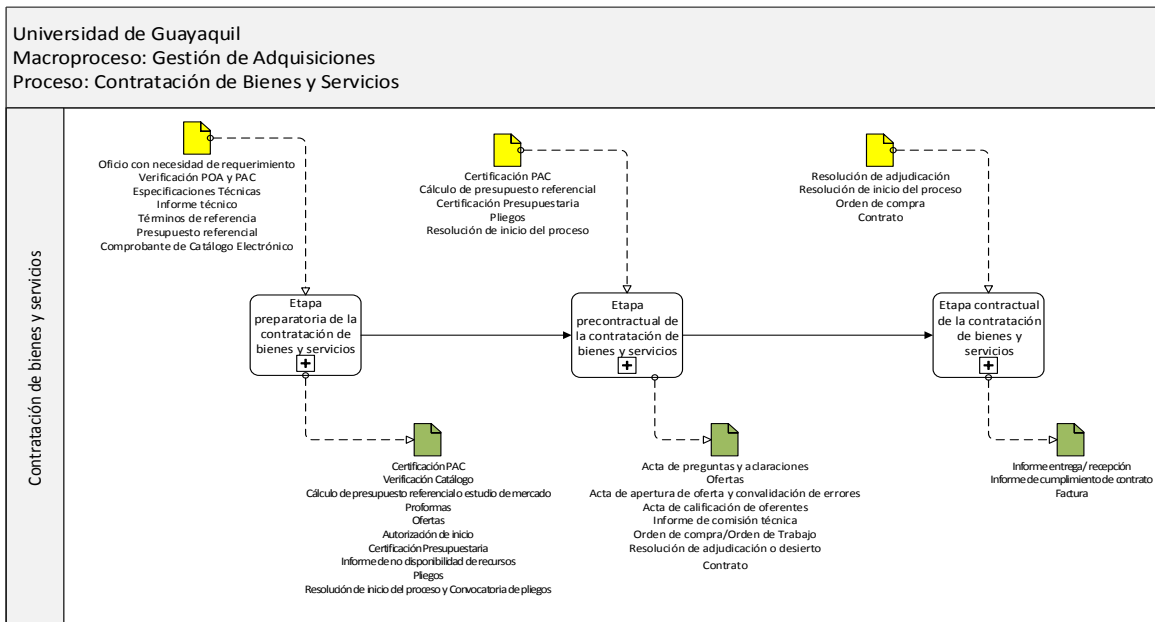 Universidad de Guayaquil
Macroproceso: Gestión de Adquisiciones
Proceso: Contratación de Bienes y Servicios
Contratación de bienes y servicios
Oficio con necesidad de requerimiento
Verificación POA y PAC
Especificaciones Técnicas
Informe técnico
Términos de referencia
Presupuesto referencial
Comprobante de Catálogo Electrónico
Certificación PAC
Cálculo de presupuesto referencial
Certificación Presupuestaria
Pliegos
Resolución de inicio del proceso
Resolución de adjudicación
Resolución de inicio del proceso
Orden de compra
Contrato
Etapa
preparatoria de la
contratación de
bienes y servicios
Etapa
precontractual de
la contratación de
bienes y servicios
Etapa contractual
de la contratación
de bienes y
servicios
Certificación PAC
Verificación Catálogo
Cálculo de presupuesto referencial o estudio de mercado
Proformas
Ofertas
Autorización de inicio
Certificación Presupuestaria
Informe de no disponibilidad de recursos
Pliegos
Resolución de inicio del proceso y Convocatoria de pliegos
Acta de preguntas y aclaraciones
Ofertas
Acta de apertura de oferta y convalidación de errores
Acta de calificación de oferentes
Informe de comisión técnica
Orden de compra/Orden de Trabajo
Resolución de adjudicación o desierto
Contrato
Informe entrega/ recepción
Informe de cumplimiento de contrato
Factura